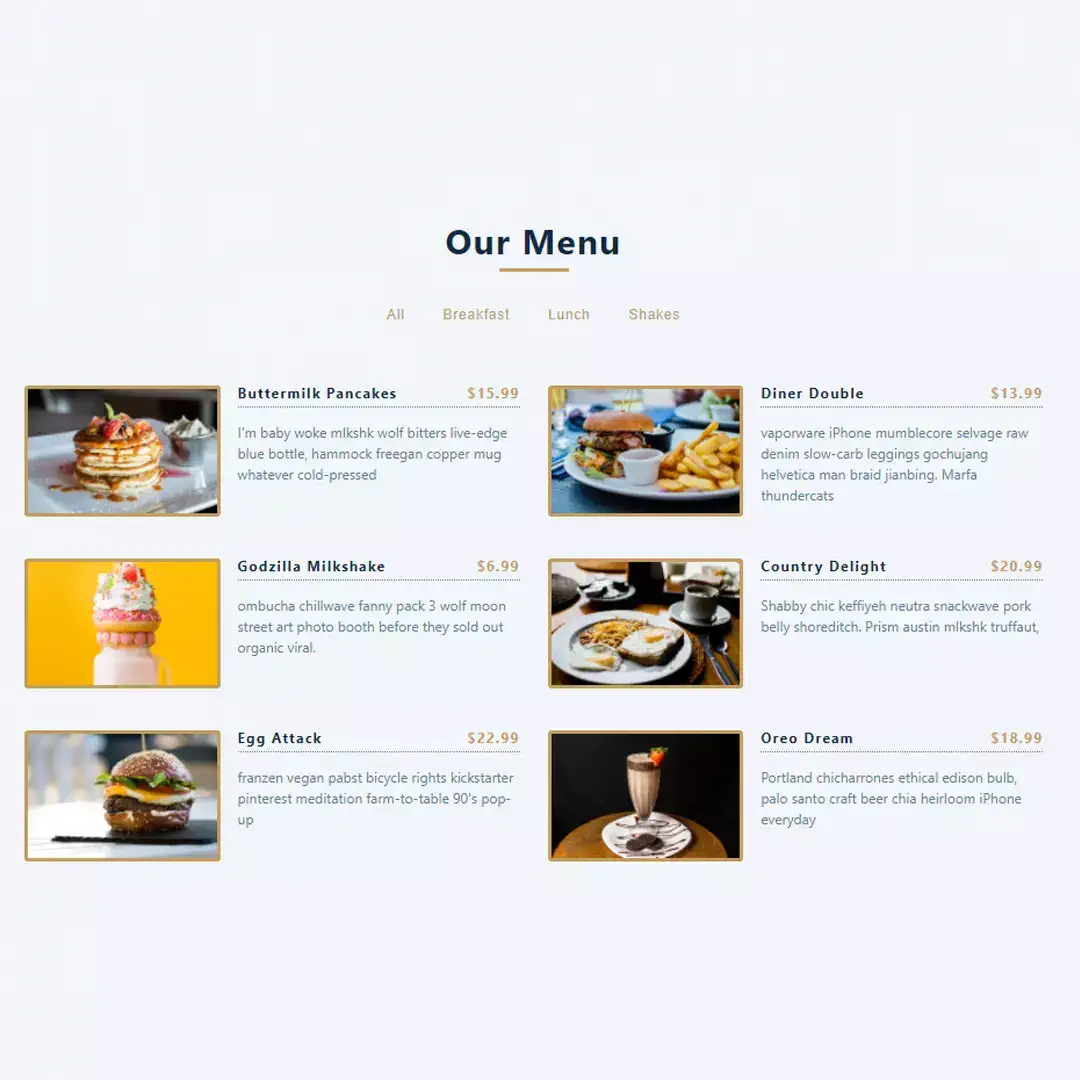 Our Menu
All Breakfast Lunch Shakes
Buttermilk Pancakes $15.99
I'm baby woke mlkshk wolf bitters live-edge
blue bottle, hammock freegan copper mug
whatever cold-pressed
Diner Double $13.99
vaporware iPhone mumblecore selvage raw
denim slow-carb leggings gochujang
helvetica man braid jianbing. Marfa
thundercats
Godzilla Milkshake $6.99
ombucha chillwave fanny pack 3 wolf moon
street art photo booth before they sold out
organic viral.
Country Delight $20.99
Shabby chic keffiyeh neutra snackwave pork
belly shoreditch. Prism austin mlkshk truffaut,
Egg Attack $22.99
franzen vegan pabst bicycle rights kickstarter
pinterest meditation farm-to-table 90's pop-
up
Oreo Dream $18.99
Portland chicharrones ethical edison bulb,
palo santo craft beer chia heirloom iPhone
everyday